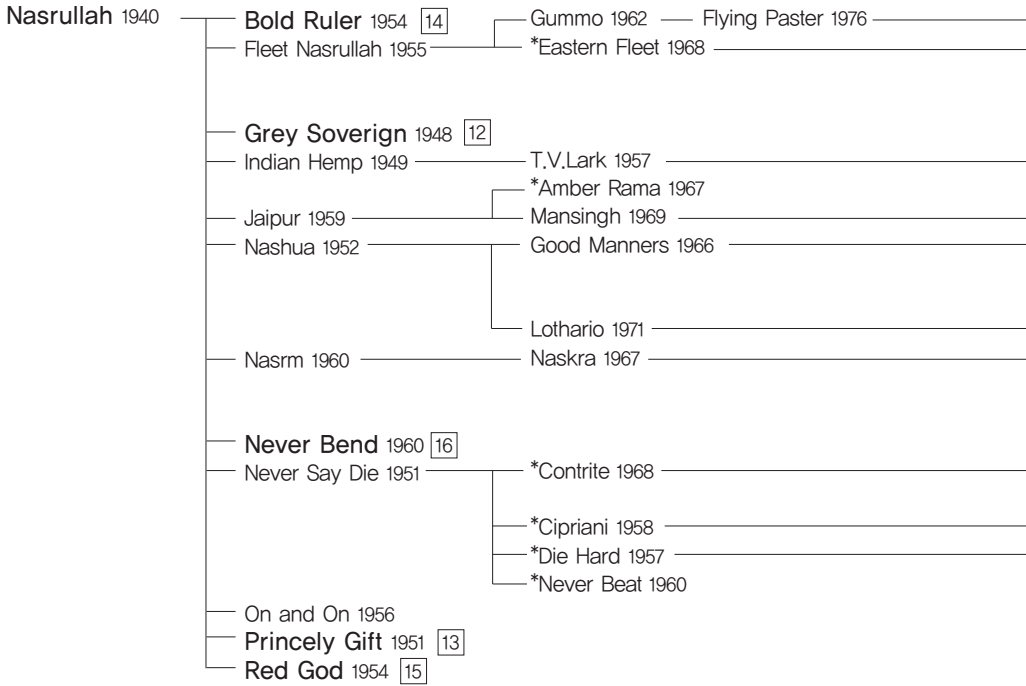 Nasrullah 1940 Bold Ruler 1954 14 Gummo 1962 Flying Paster 1976
Fleet Nasrullah 1955 *Eastern Fleet 1968
Grey Soverign 1948 12
Indian Hemp 1949 T.V.Lark 1957
*Amber Rama 1967
Jaipur 1959 Mansingh 1969
Nashua 1952 Good Manners 1966
Lothario 1971
Nasrm 1960 Naskra 1967
Never Bend 1960 16
Never Say Die 1951 *Contrite 1968
*Cipriani 1958
*Die Hard 1957
*Never Beat 1960
On and On 1956
Princely Gift 1951 13
Red God 1954 15